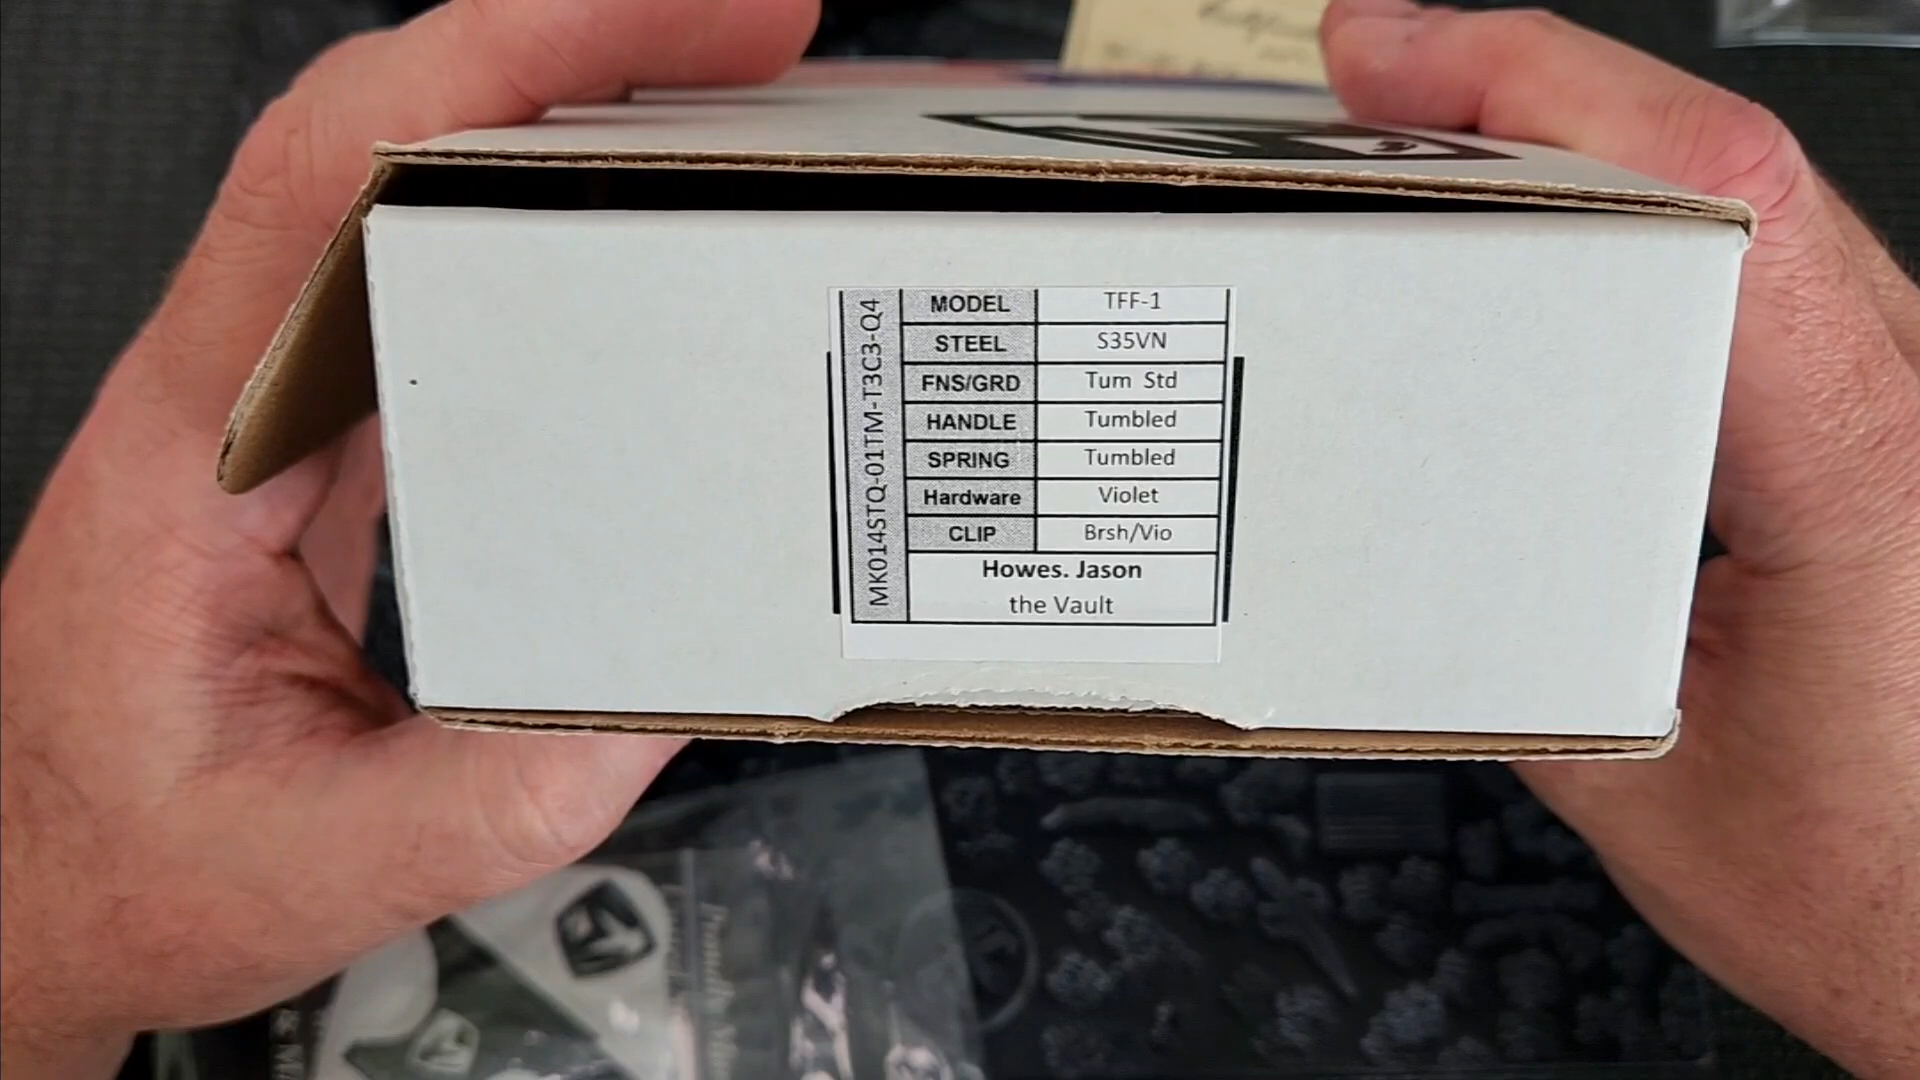 MK014STQ-01TM-T3C3-Q4
MODEL TFF-1
STEEL S35VN
FNS/GRD Tum Std
HANDLE Tumbled
SPRING Tumbled
Hardware Violet
CLIP Brsh/Vio
Howes. Jason
the Vault